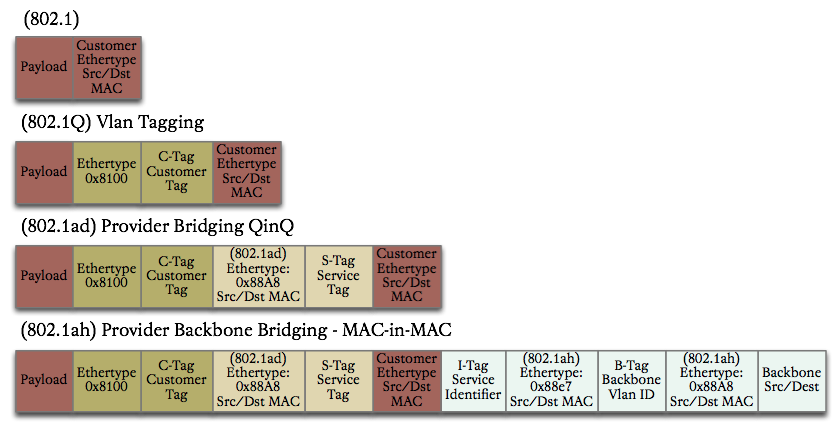 (802.1)
Payload
Customer
Ethertype
Src/Dst
MAC
(802.1Q) Vlan Tagging
Payload
Ethertype
0x8100
C-Tag
Customer
Tag
Customer
Ethertype
Src/Dst
MAC
(802.1ad) Provider Bridging QinQ
Payload
Ethertype
0x8100
C-Tag
Customer
Tag
(802.1ad)
Ethertype:
0x88A8
Src/Dst MAC
S-Tag
Service
Tag
Customer
Ethertype
Src/Dst
MAC
(802.1ah) Provider Backbone Bridging - MAC-in-MAC
Payload
Ethertype
0x8100
C-Tag
Customer
Tag
(802.1ad)
Ethertype:
0x88A8
Src/Dst MAC
S-Tag
Service
Tag
Customer
Ethertype
Src/Dst
MAC
I-Tag
Service
Identifier
(802.1ah)
Ethertype:
0x88e7
Src/Dst MAC
B-Tag
Backbone
Vlan ID
(802.1ah)
Ethertype:
0x88A8
Src/Dst MAC
Backbone
Src/Dest